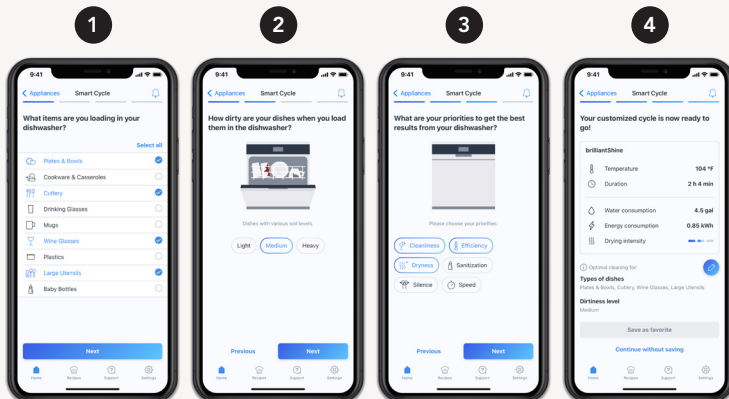 1
2
3
4
9:41
Appliances Smart Cycle
What items are you loading in your
dishwasher?
Select all
Plates & Bowls
Cookware & Casseroles
Cutlery
Drinking Glasses
Mugs
Wine Glasses
Plastics
Large Utensils
Baby Bottles
Next
Home Recipes Support Settings
9:41
Appliances Smart Cycle
How dirty are your dishes when you load
them in the dishwasher?
Dishes with various soil levels.
Light Medium Heavy
Previous Next
Home Recipes Support Settings
9:41
Appliances Smart Cycle
What are your priorities to get the best
results from your dishwasher?
Please choose your priorities.
Cleanliness Efficiency
Dryness Sanitization
Silence Speed
Previous Next
Home Recipes Support Settings
9:41
Appliances Smart Cycle
Your customized cycle is now ready to
go!
brilliantShine
Temperature 104 °F
Duration 2 h 4 min
Water consumption 4.5 gal
Energy consumption 0.85 kWh
Drying intensity
Optimal cleaning for:
Types of dishes
Plates & Bowls, Cutlery, Wine Glasses, Large Utensils
Dirtiness level
Medium
Save as favorite
Continue without saving
Home Recipes Support Settings